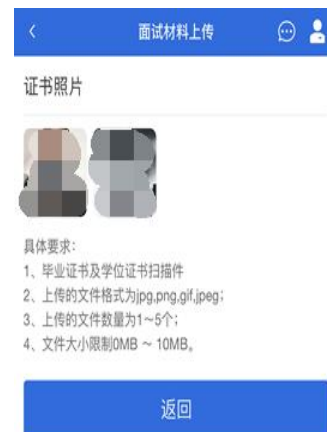 面试材料上传
证书照片
具体要求：
1、毕业证书及学位证书扫描件
2、上传的文件格式为jpg,png,gif,jpeg；
3、上传的文件数量为1～5个；
4、文件大小限制0MB ～ 10MB。
返回